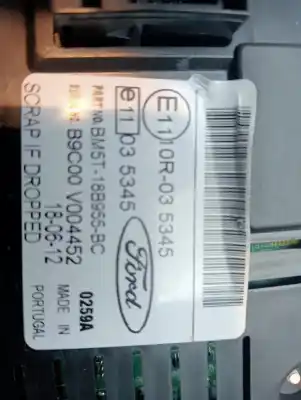 E11 10R-03 5345
e11 03 5345
PART NO. BM5T-18B955-BC
B9C00 V004452
18-06-12
SCRAP IF DROPPED
Ford
0259A
MADE IN
PORTUGAL